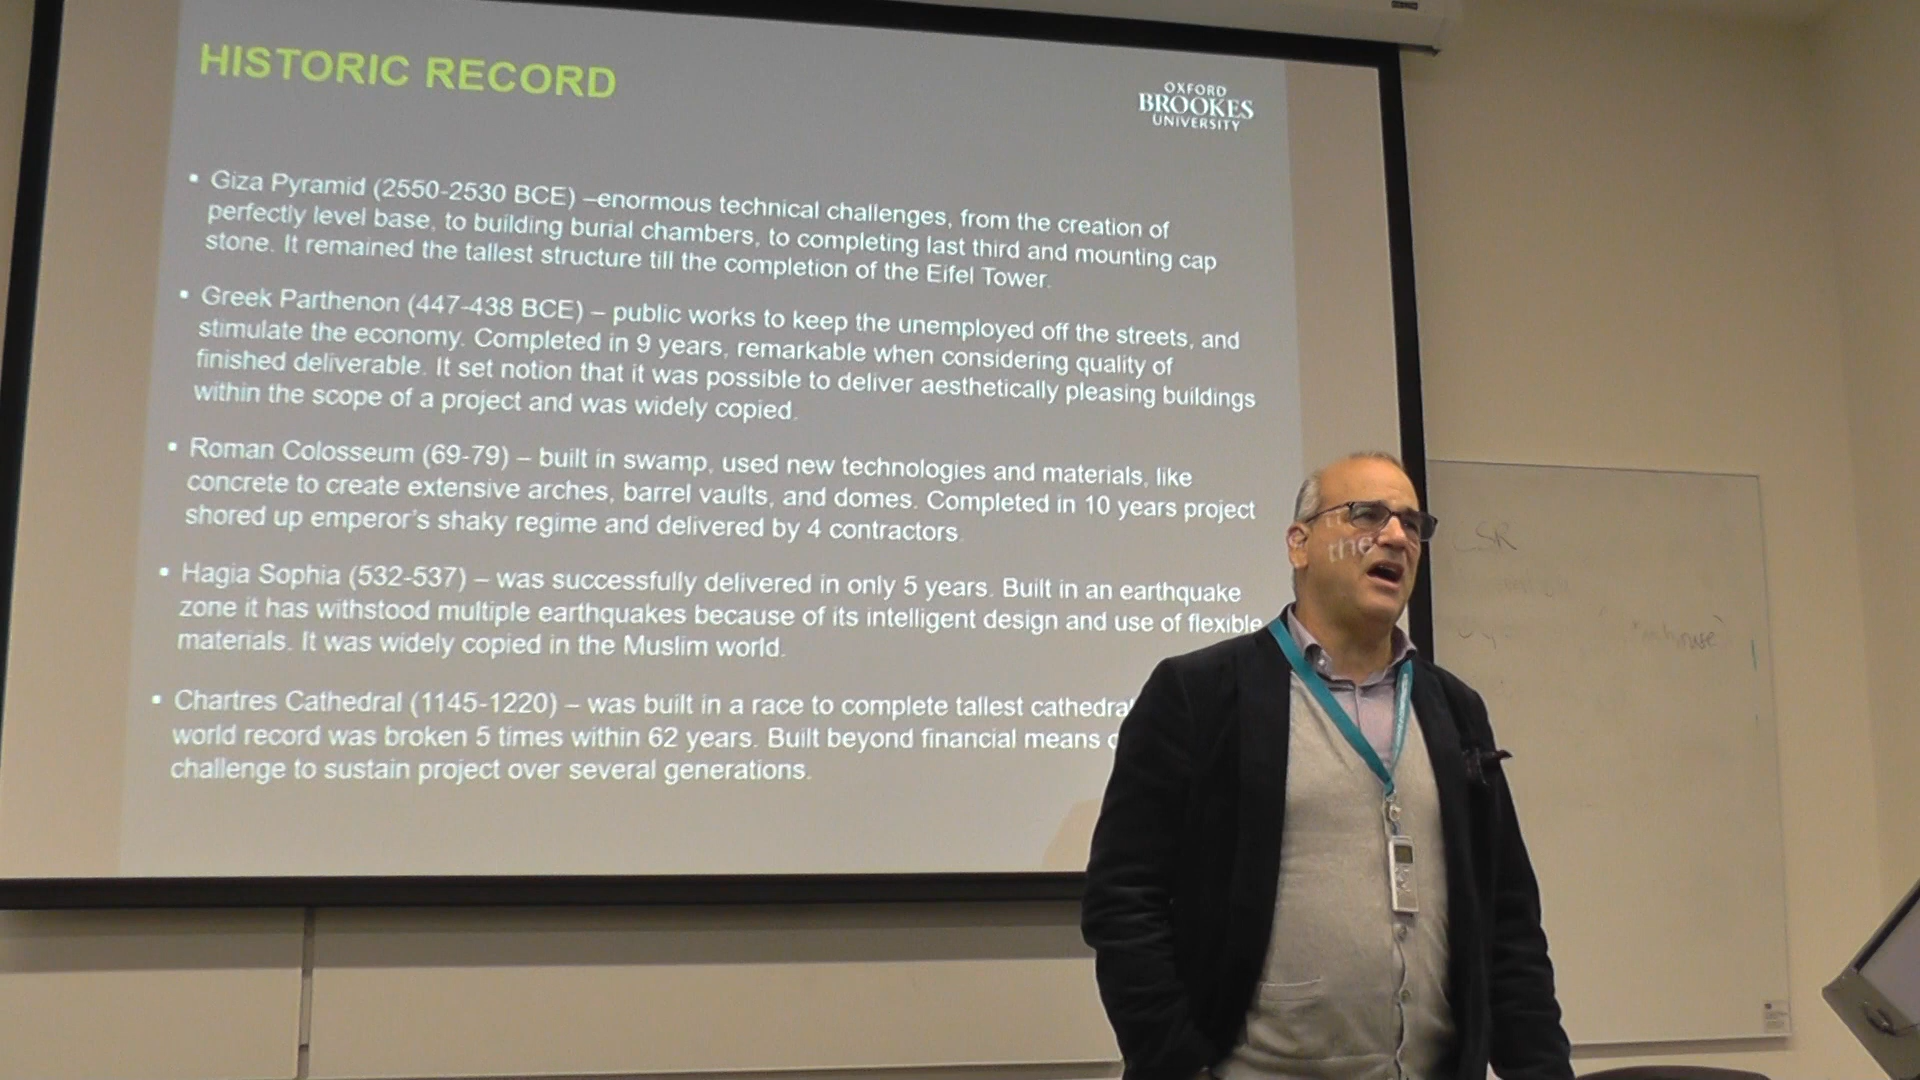 HISTORIC RECORD
OXFORD
BROOKES
UNIVERSITY
• Giza Pyramid (2550-2530 BCE) –enormous technical challenges, from the creation of
perfectly level base, to building burial chambers, to completing last third and mounting cap
stone. It remained the tallest structure till the completion of the Eifel Tower.
• Greek Parthenon (447-438 BCE) – public works to keep the unemployed off the streets, and
stimulate the economy. Completed in 9 years, remarkable when considering quality of
finished deliverable. It set notion that it was possible to deliver aesthetically pleasing buildings
within the scope of a project and was widely copied.
• Roman Colosseum (69-79) – built in swamp, used new technologies and materials, like
concrete to create extensive arches, barrel vaults, and domes. Completed in 10 years project
shored up emperor's shaky regime and delivered by 4 contractors.
• Hagia Sophia (532-537) – was successfully delivered in only 5 years. Built in an earthquake
zone it has withstood multiple earthquakes because of its intelligent design and use of flexible
materials. It was widely copied in the Muslim world.
• Chartres Cathedral (1145-1220) – was built in a race to complete tallest cathedral
the
world record was broken 5 times within 62 years. Built beyond financial means
challenge to sustain project over several generations.
CSR